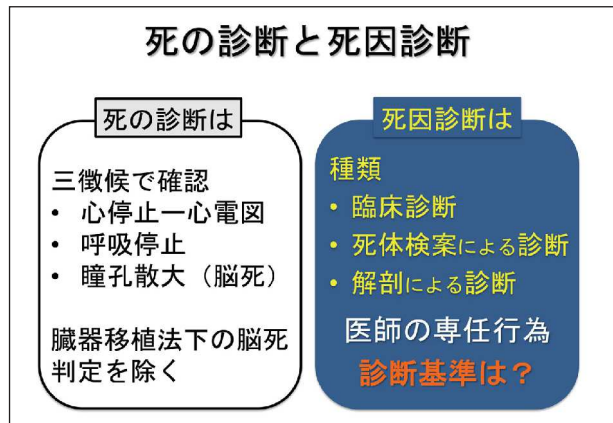 死の診断と死因診断
死の診断は
三徴候で確認
• 心停止―心電図
• 呼吸停止
• 瞳孔散大（脳死）
臓器移植法下の脳死
判定を除く
死因診断は
種類
• 臨床診断
• 死体検案による診断
• 解剖による診断
医師の専任行為
診断基準は？